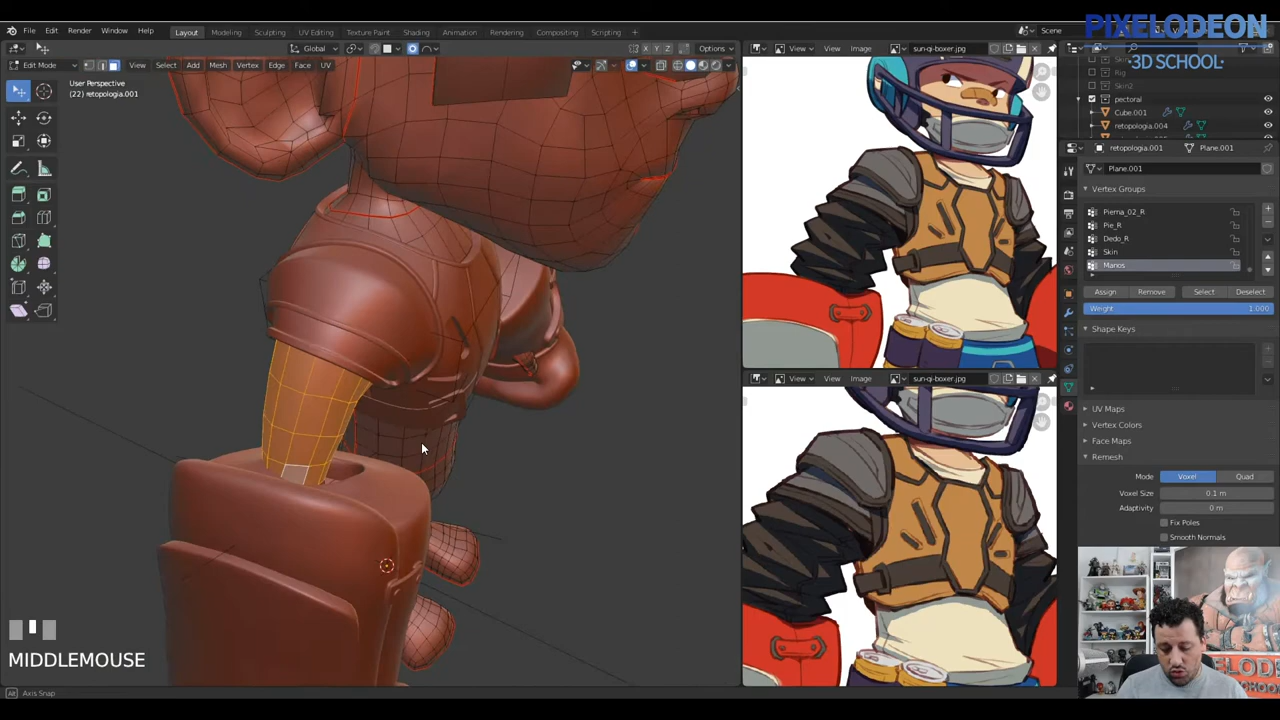 File Edit Render Window Help
Layout Modeling Sculpting UV Editing Texture Paint Shading Animation Rendering Compositing Scripting
Scene
PIXELODEON
·3D SCHOOL·
Global
X Y Z
Options
View Image sun-qi-boxer.jpg
Edit Mode
View Select Add Mesh Vertex Edge Face UV
User Perspective
(22) retopologia.001
Rig
Skin2
pectoral
Cube.001
retopologia.004
retopologia.001 Plane.001
Plane.001
Vertex Groups
Pierna_02_R
Pie_R
Dedo_R
Skin
Manos
Assign Remove Select Deselect
Weight 1.000
Shape Keys
View Image sun-qi-boxer.jpg
UV Maps
Vertex Colors
Face Maps
Remesh
Mode Voxel Quad
Voxel Size 0.1 m
Adaptivity 0 m
Fix Poles
Smooth Normals
MIDDLEMOUSE
Alt Axis Snap